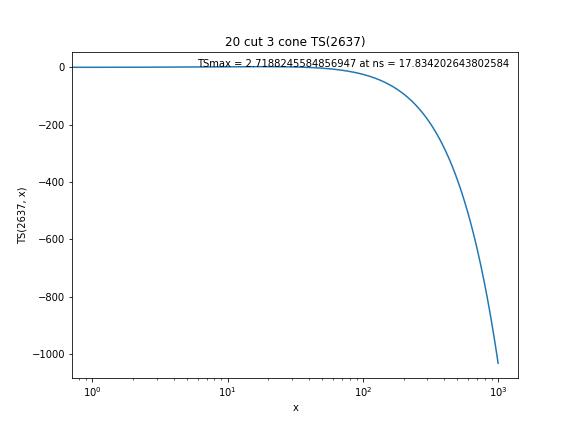 20 cut 3 cone TS(2637)
TSmax = 2.7188245584856947 at ns = 17.834202643802584
0
−200
−400
−600
−800
−1000
TS(2637, x)
10⁰
10¹
10²
10³
x